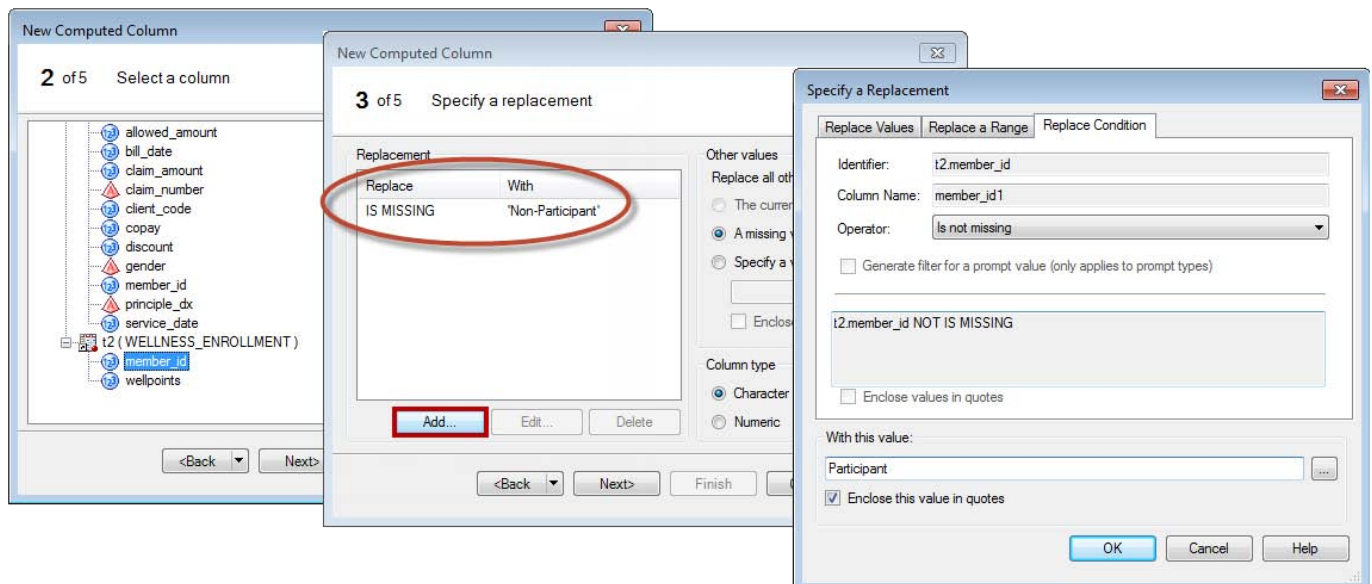 New Computed Column
2 of 5 Select a column
allowed_amount
bill_date
claim_amount
claim_number
client_code
copay
discount
gender
member_id
principle_dx
service_date
t2 ( WELLNESS_ENROLLMENT )
member_id
wellpoints
<Back
Next>
New Computed Column
3 of 5 Specify a replacement
Replacement
Replace With
IS MISSING 'Non-Participant'
Add...
Edit...
Delete
Other values
Replace all oth
The curren
A missing v
Specify a v
Enclos
Column type
Character
Numeric
<Back
Next>
Finish
Specify a Replacement
Replace Values Replace a Range Replace Condition
Identifier: t2.member_id
Column Name: member_id1
Operator: Is not missing
Generate filter for a prompt value (only applies to prompt types)
t2.member_id NOT IS MISSING
Enclose values in quotes
With this value:
Participant
...
Enclose this value in quotes
OK
Cancel
Help